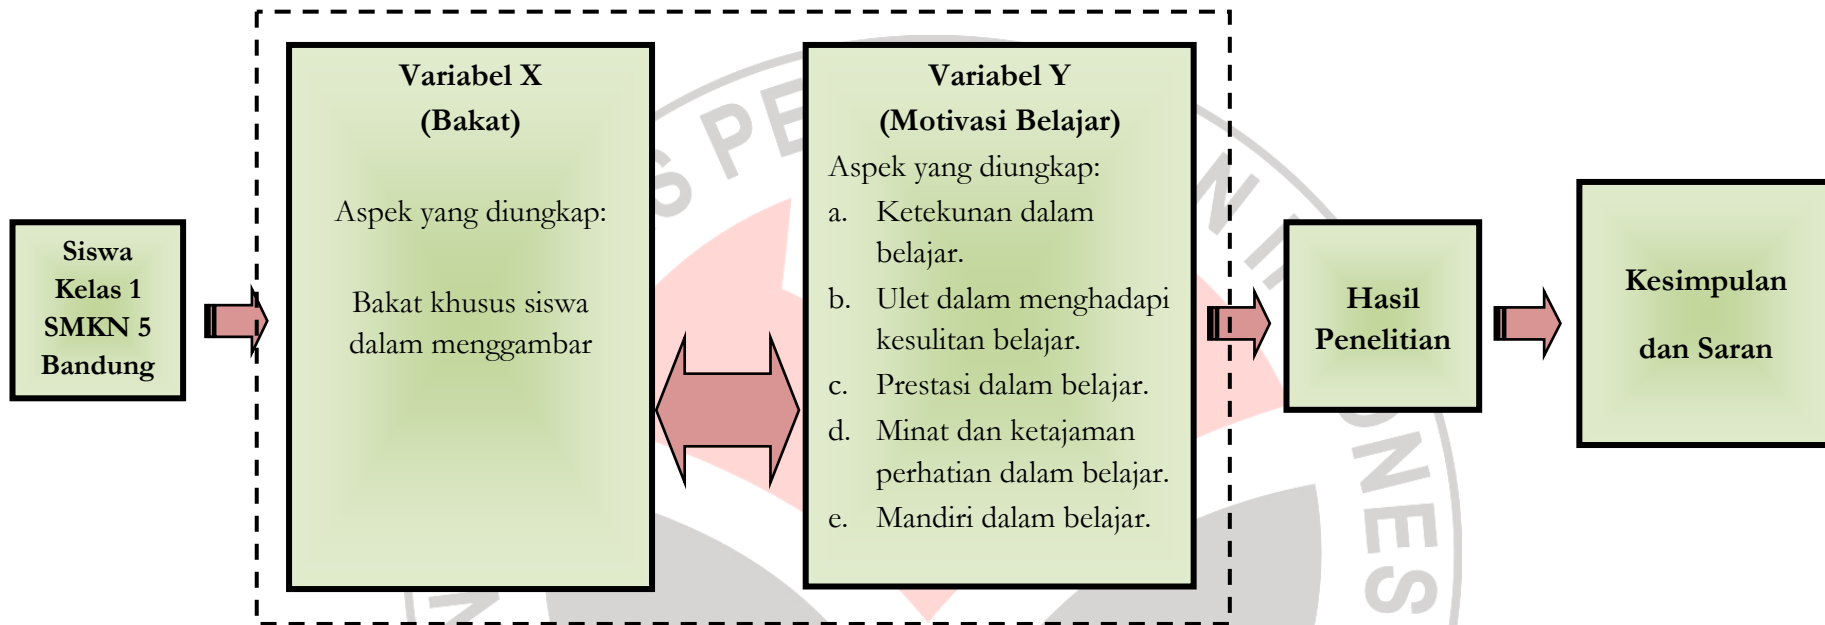 Siswa
Kelas 1
SMKN 5
Bandung
Variabel X
(Bakat)
Aspek yang diungkap:
Bakat khusus siswa
dalam menggambar
Variabel Y
(Motivasi Belajar)
Aspek yang diungkap:
a. Ketekunan dalam
belajar.
b. Ulet dalam menghadapi
kesulitan belajar.
c. Prestasi dalam belajar.
d. Minat dan ketajaman
perhatian dalam belajar.
e. Mandiri dalam belajar.
Hasil
Penelitian
Kesimpulan
dan Saran